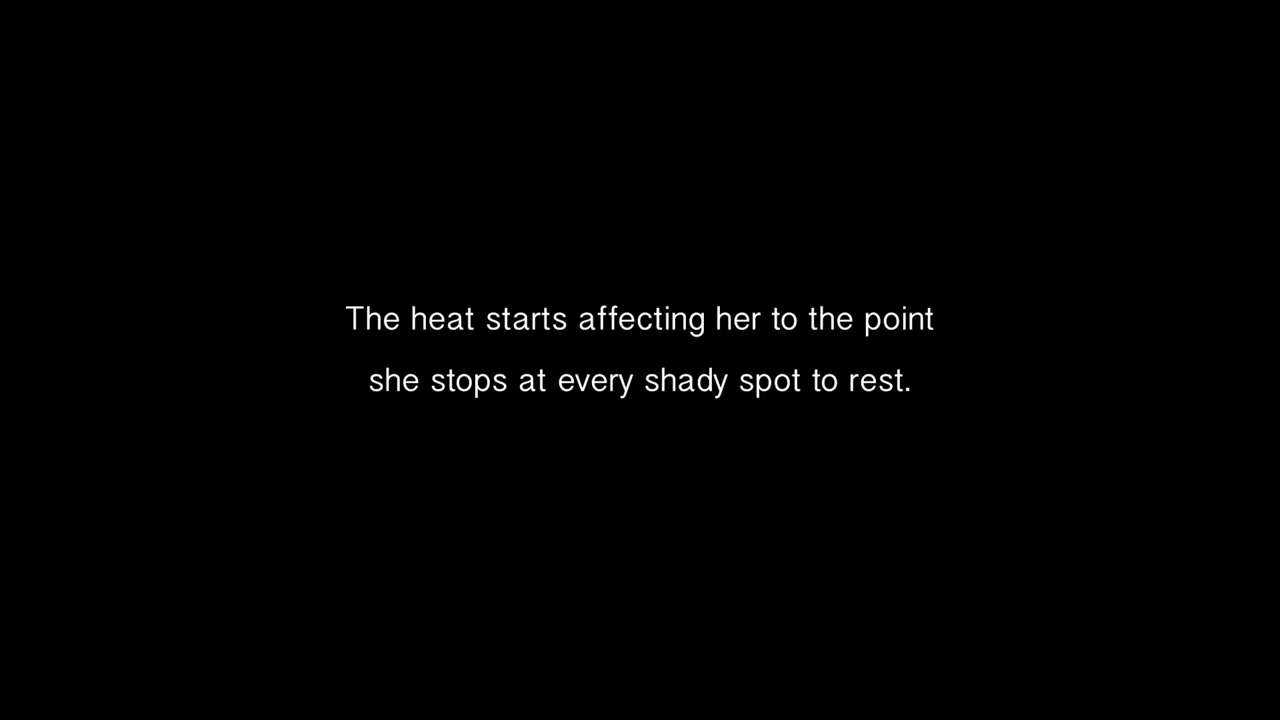 The heat starts affecting her to the point
she stops at every shady spot to rest.